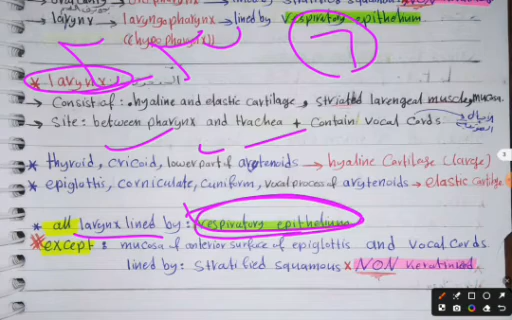 → larynx → laryngopharynx → lined by respiratory epithelium
((hypopharynx))
* larynx:
→ Consist of: hyaline and elastic cartilage, striated larengeal muscle, mucosa
→ Site: between pharynx and trachea + contain vocal cords
* thyroid, cricoid, lower part of arytenoids → hyaline cartilage (large)
* epiglottis, corniculate, cuniform, vocal process of arytenoids → elastic cartilage
* all larynx lined by: respiratory epithelium
* except: mucosa of anterior surface of epiglottis and vocal cords
lined by: stratified squamous NON keratinized